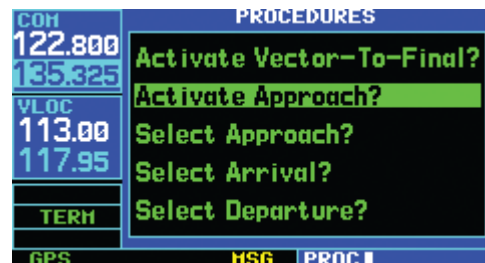 COM
122.800
135.325
VLOC
113.00
117.95
TERM
GPS
PROCEDURES
Activate Vector-To-Final?
Activate Approach?
Select Approach?
Select Arrival?
Select Departure?
MSG PROC